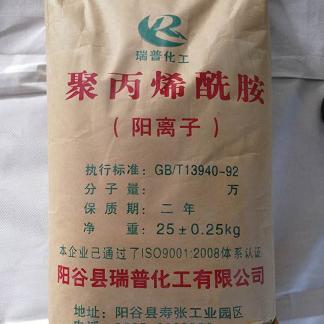 瑞普化工
聚丙烯酰胺
(阳离子)
执行标准: GB/T13940-92
分子量: 万
保质期: 二年
净重: 25±0.25kg
本企业已通过了ISO9001:2008体系认证
阳谷县瑞普化工有限公司
地址: 阳谷县寿张工业园区